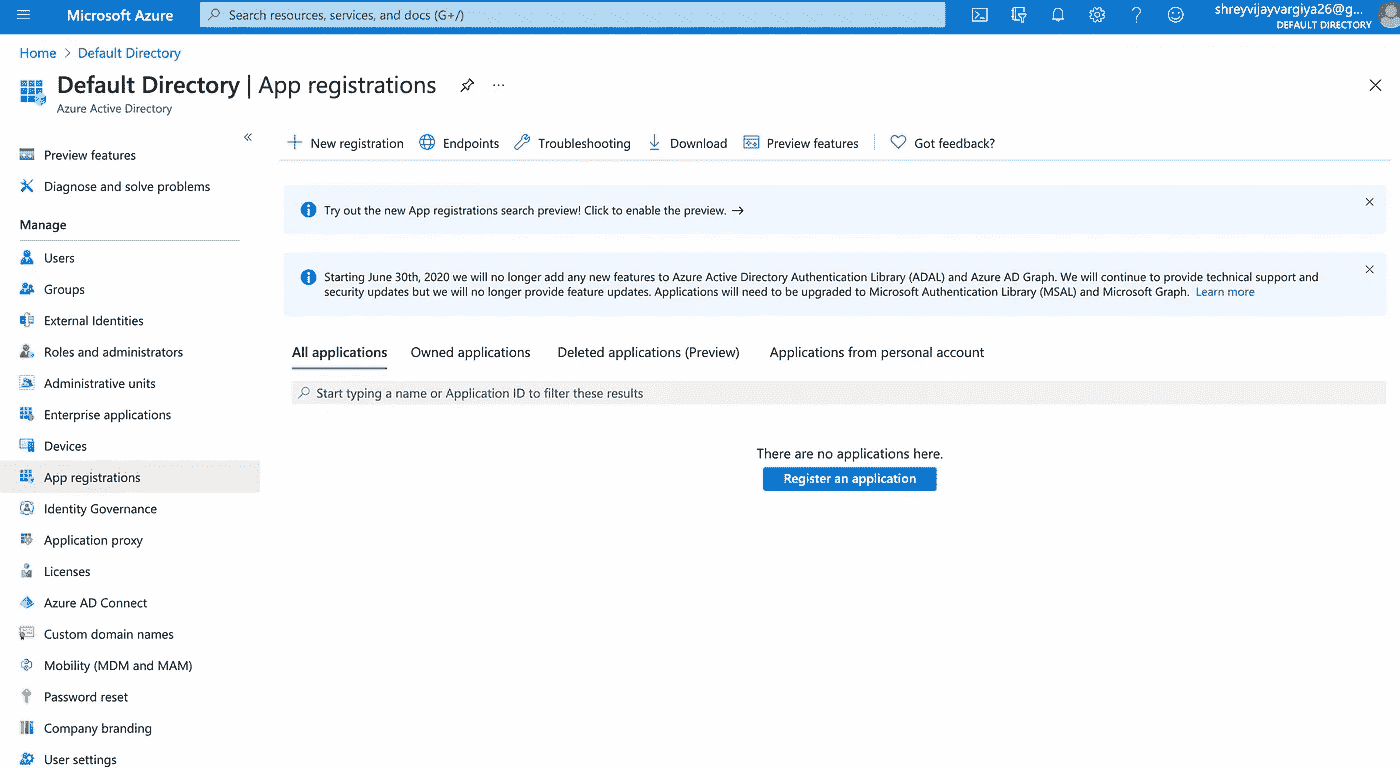 Microsoft Azure
Search resources, services, and docs (G+/)
shreyvijayvargiya26@g...
DEFAULT DIRECTORY
Home > Default Directory
Default Directory | App registrations
Azure Active Directory
Preview features
Diagnose and solve problems
Manage
Users
Groups
External Identities
Roles and administrators
Administrative units
Enterprise applications
Devices
App registrations
Identity Governance
Application proxy
Licenses
Azure AD Connect
Custom domain names
Mobility (MDM and MAM)
Password reset
Company branding
User settings
New registration Endpoints Troubleshooting Download Preview features Got feedback?
Try out the new App registrations search preview! Click to enable the preview. →
Starting June 30th, 2020 we will no longer add any new features to Azure Active Directory Authentication Library (ADAL) and Azure AD Graph. We will continue to provide technical support and
security updates but we will no longer provide feature updates. Applications will need to be upgraded to Microsoft Authentication Library (MSAL) and Microsoft Graph. Learn more
All applications Owned applications Deleted applications (Preview) Applications from personal account
Start typing a name or Application ID to filter these results
There are no applications here.
Register an application